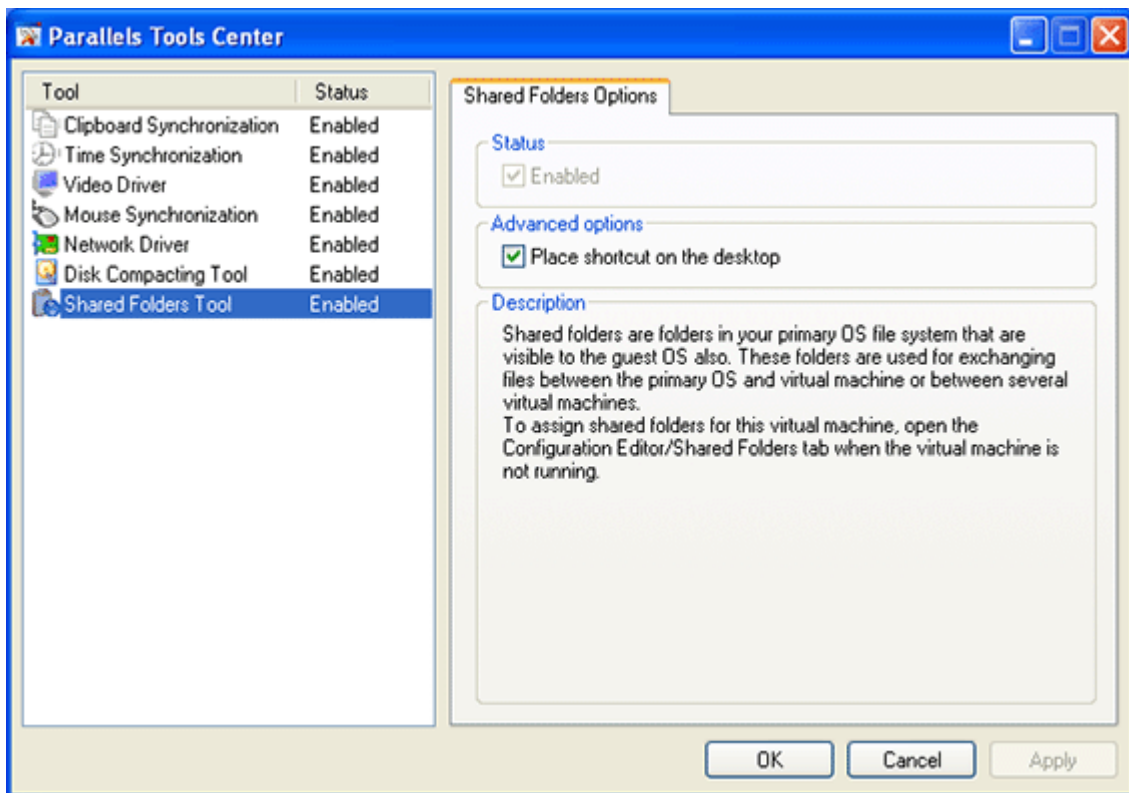 Parallels Tools Center
Tool Status
Clipboard Synchronization Enabled
Time Synchronization Enabled
Video Driver Enabled
Mouse Synchronization Enabled
Network Driver Enabled
Disk Compacting Tool Enabled
Shared Folders Tool Enabled
Shared Folders Options
Status
Enabled
Advanced options
Place shortcut on the desktop
Description
Shared folders are folders in your primary OS file system that are
visible to the guest OS also. These folders are used for exchanging
files between the primary OS and virtual machine or between several
virtual machines.
To assign shared folders for this virtual machine, open the
Configuration Editor/Shared Folders tab when the virtual machine is
not running.
OK Cancel Apply